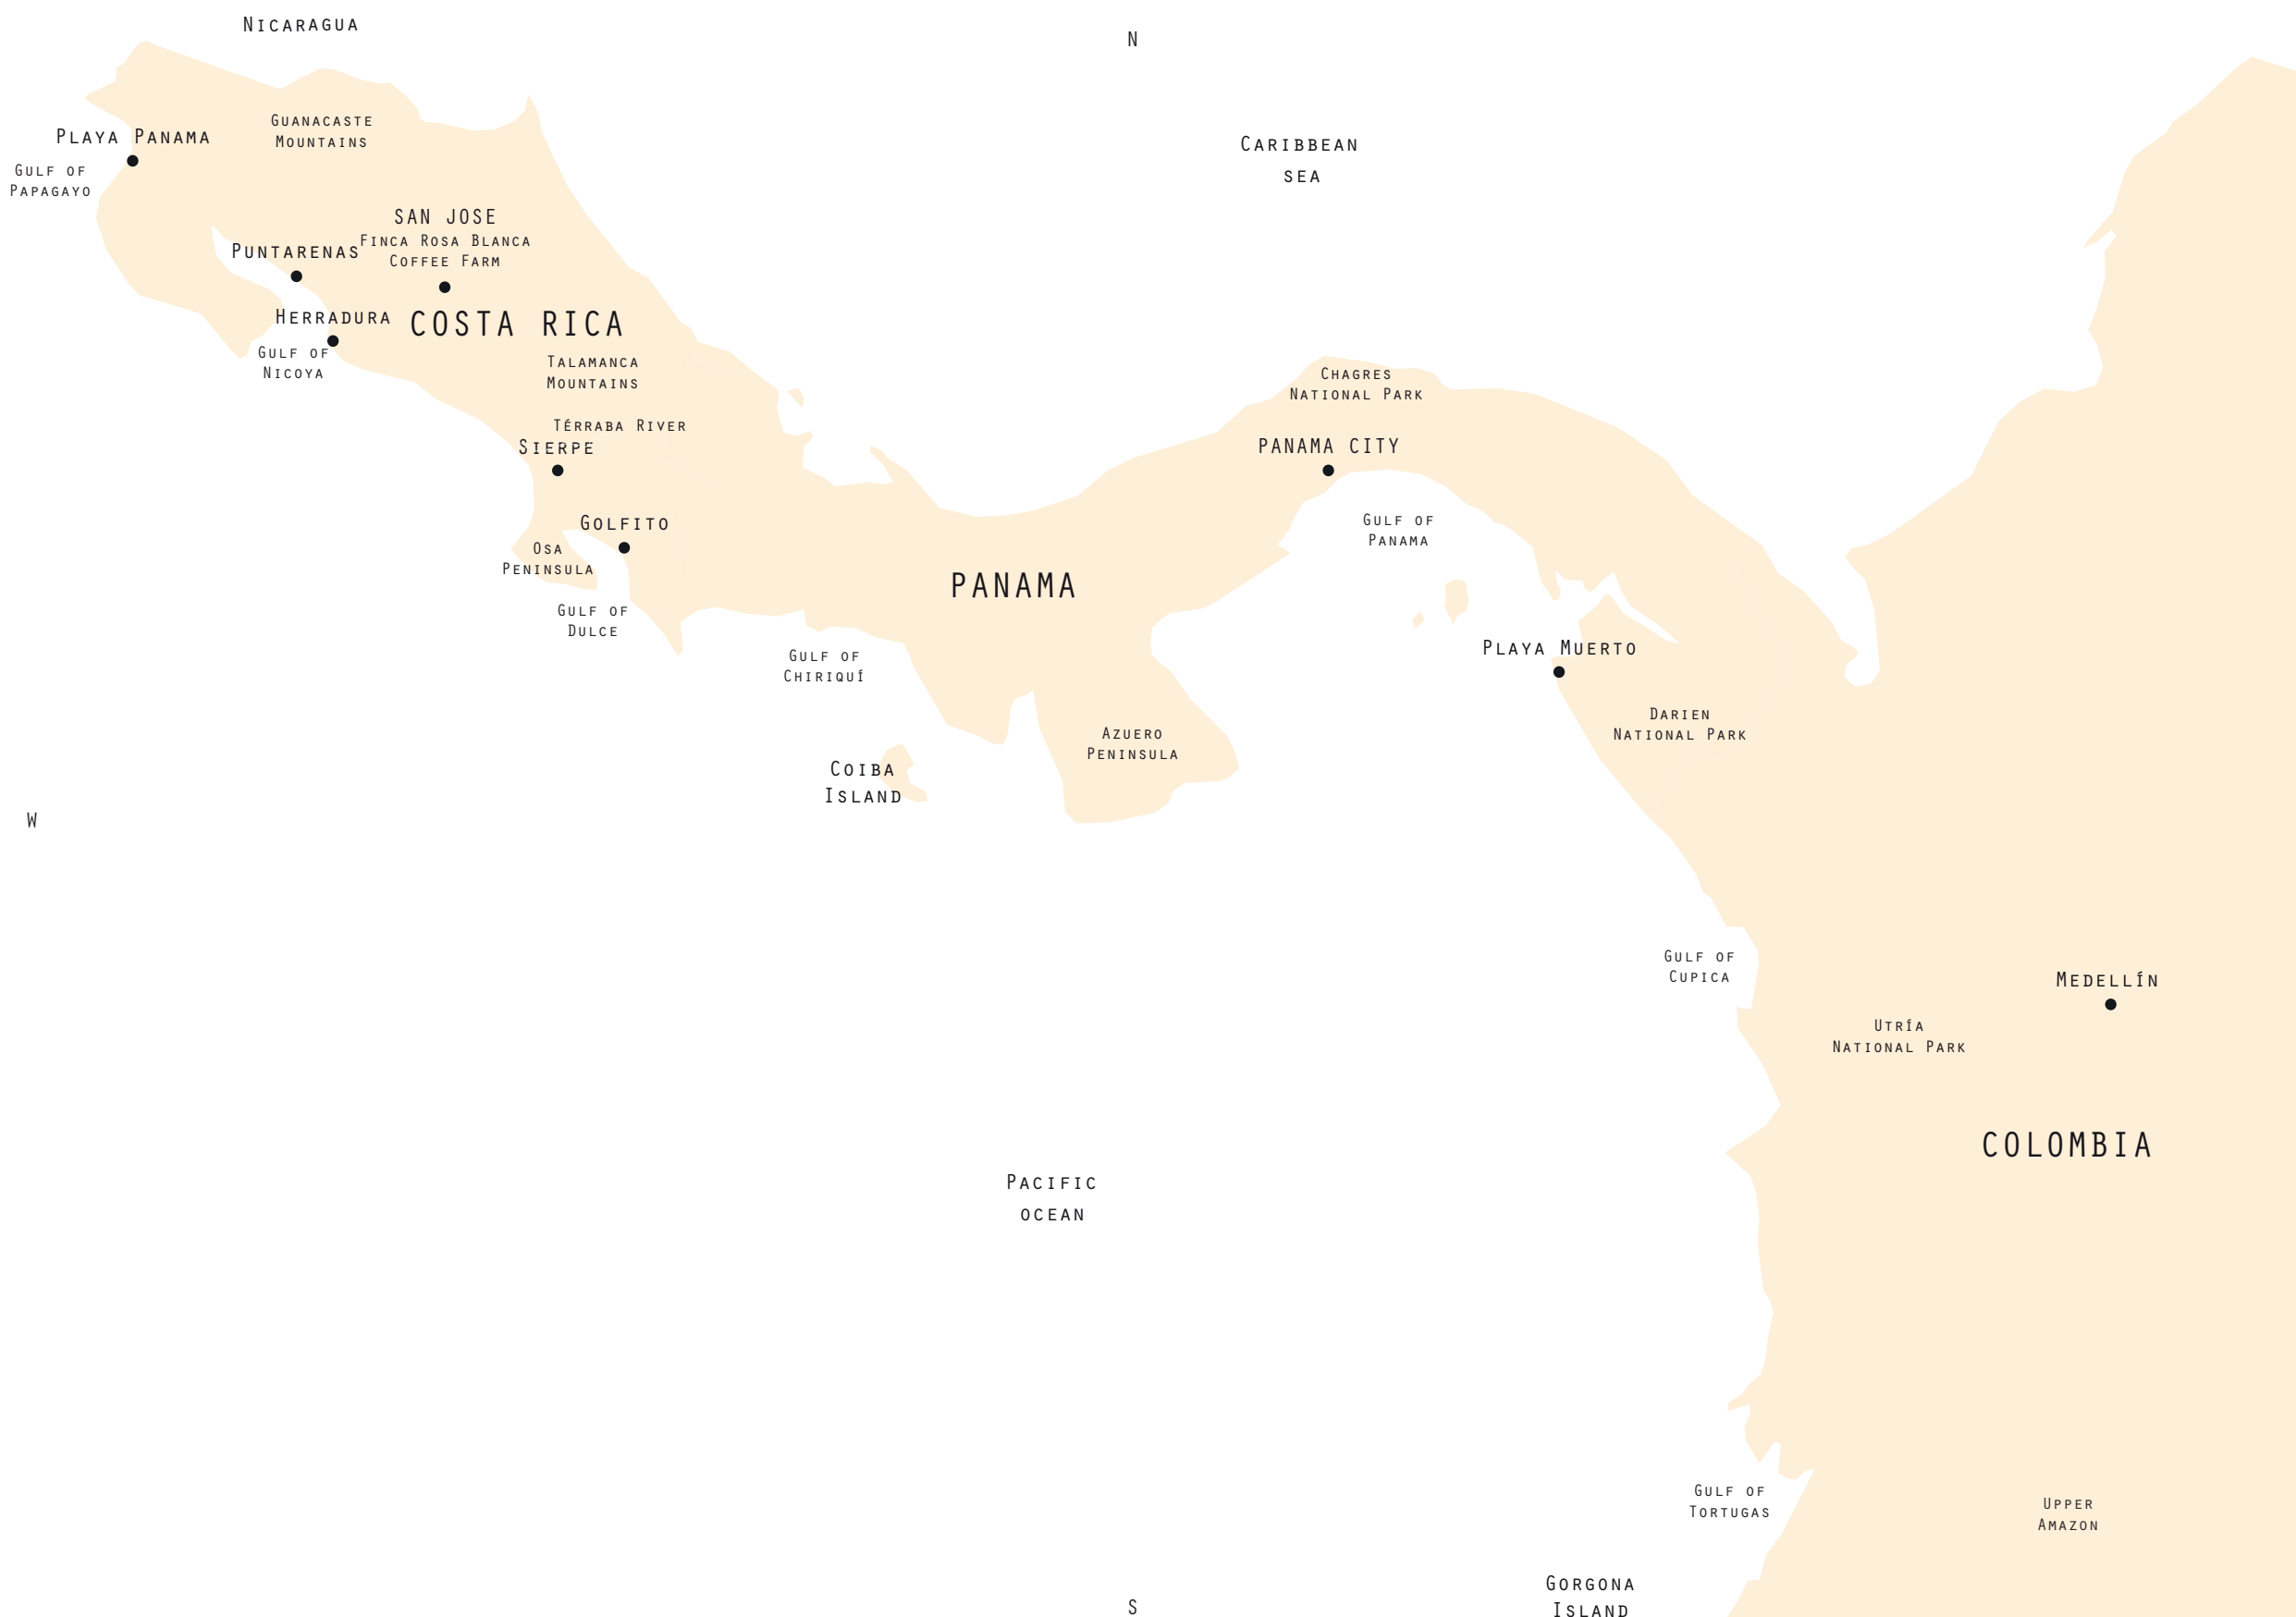 Nicaragua
N
Guanacaste
Mountains
Playa Panama
Caribbean
sea
Gulf of
Papagayo
SAN JOSE
Finca Rosa Blanca
Coffee Farm
Puntarenas
Herradura
COSTA RICA
Gulf of
Nicoya
Talamanca
Mountains
Chagres
National Park
Térraba River
Sierpe
PANAMA CITY
Golfito
Gulf of
Panama
Osa
Peninsula
PANAMA
Gulf of
Dulce
Gulf of
Chiriquí
Playa Muerto
Darien
National Park
Azuero
Peninsula
Coiba
Island
W
Gulf of
Cupica
Medellín
Utría
National Park
COLOMBIA
Pacific
ocean
Gulf of
Tortugas
Upper
Amazon
Gorgona
Island
S